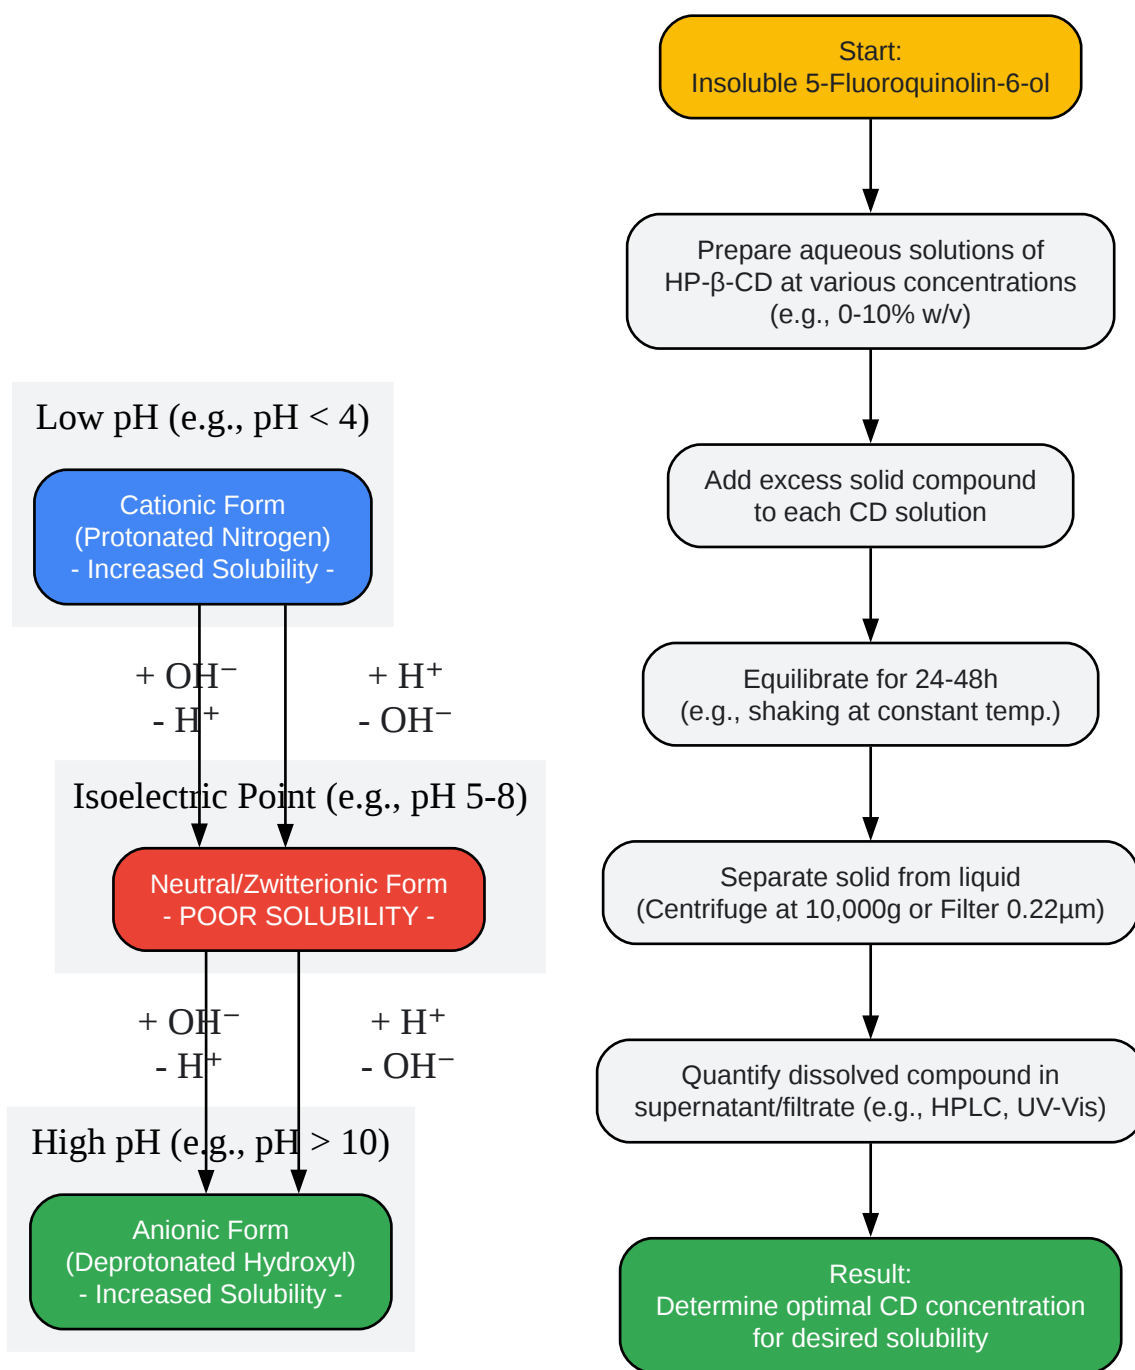 Start:
Insoluble 5-Fluoroquinolin-6-ol
Prepare aqueous solutions of
HP-β-CD at various concentrations
(e.g., 0-10% w/v)
Add excess solid compound
to each CD solution
Equilibrate for 24-48h
(e.g., shaking at constant temp.)
Separate solid from liquid
(Centrifuge at 10,000g or Filter 0.22µm)
Quantify dissolved compound in
supernatant/filtrate (e.g., HPLC, UV-Vis)
Result:
Determine optimal CD concentration
for desired solubility
Low pH (e.g., pH < 4)
Cationic Form
(Protonated Nitrogen)
- Increased Solubility -
+ OH⁻
- H⁺
+ H⁺
- OH⁻
Isoelectric Point (e.g., pH 5-8)
Neutral/Zwitterionic Form
- POOR SOLUBILITY -
+ OH⁻
- H⁺
+ H⁺
- OH⁻
High pH (e.g., pH > 10)
Anionic Form
(Deprotonated Hydroxyl)
- Increased Solubility -